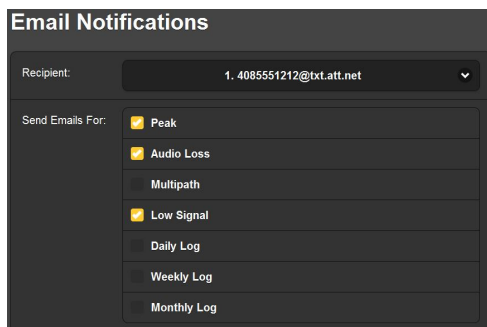 Email Notifications
Recipient: 1. 4085551212@txt.att.net
Send Emails For: Peak
Audio Loss
Multipath
Low Signal
Daily Log
Weekly Log
Monthly Log